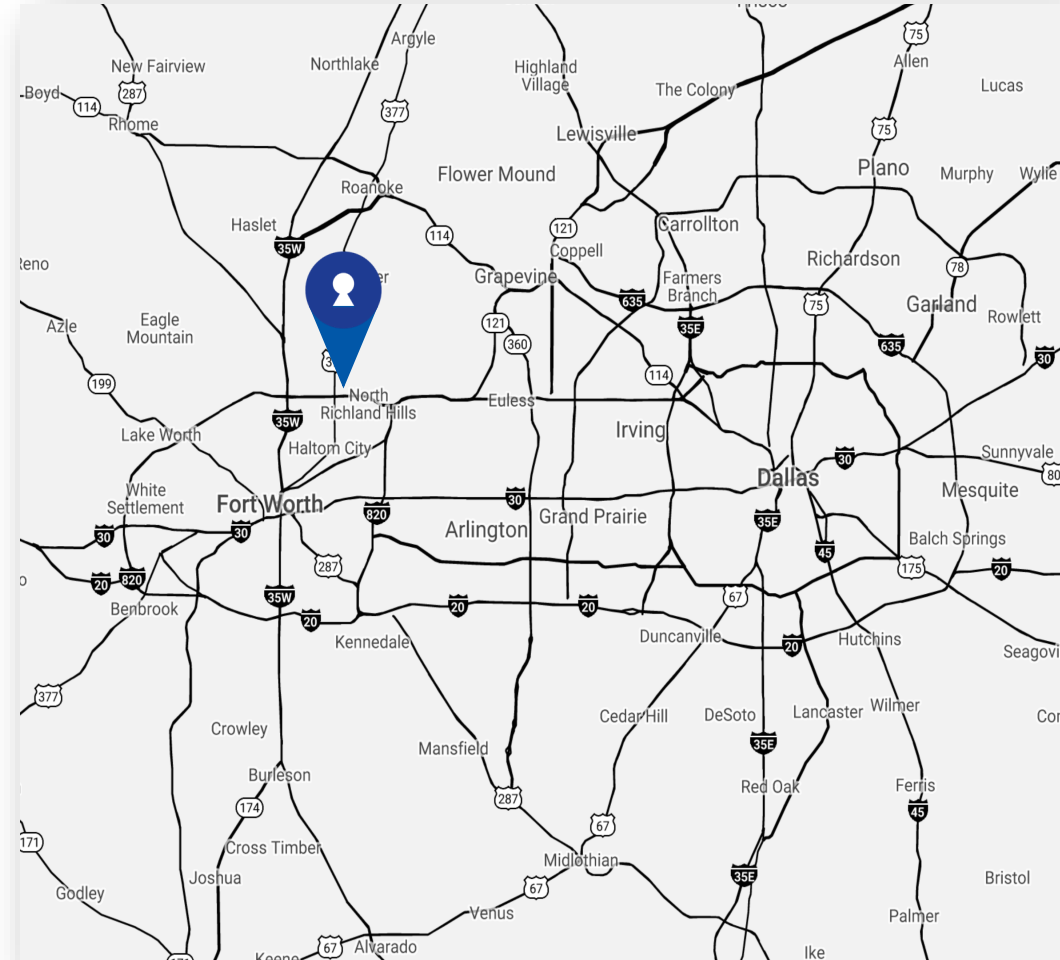 Argyle
75
New Fairview
Northlake
Highland
Village
Allen
287
The Colony
Lucas
Boyd
114
377
Rhome
Lewisville
75
Flower Mound
Plano
Murphy
Wylie
Roanoke
Haslet
35W
114
121
Carrollton
Coppell
Richardson
78
Grapevine
Farmers
Branch
635
75
Garland
Rowlett
Azle
Eagle
Mountain
121
360
35E
635
30
199
114
North
Richland Hills
Euless
35W
Lake Worth
Haltom City
Irving
Sunnyvale
30
80
Dallas
White
Settlement
Fort Worth
30
Mesquite
820
Arlington
Grand Prairie
35E
30
30
45
Balch Springs
287
175
20
20
820
35W
67
20
20
Benbrook
20
Kennedale
Duncanville
20
Hutchins
377
Crowley
Cedar Hill
DeSoto
Lancaster
Wilmer
Mansfield
35E
Burleson
Red Oak
Ferris
174
287
45
67
171
Cross Timber
Midlothian
Joshua
35E
Godley
67
Bristol
Venus
Palmer
67
Alvarado
Ike